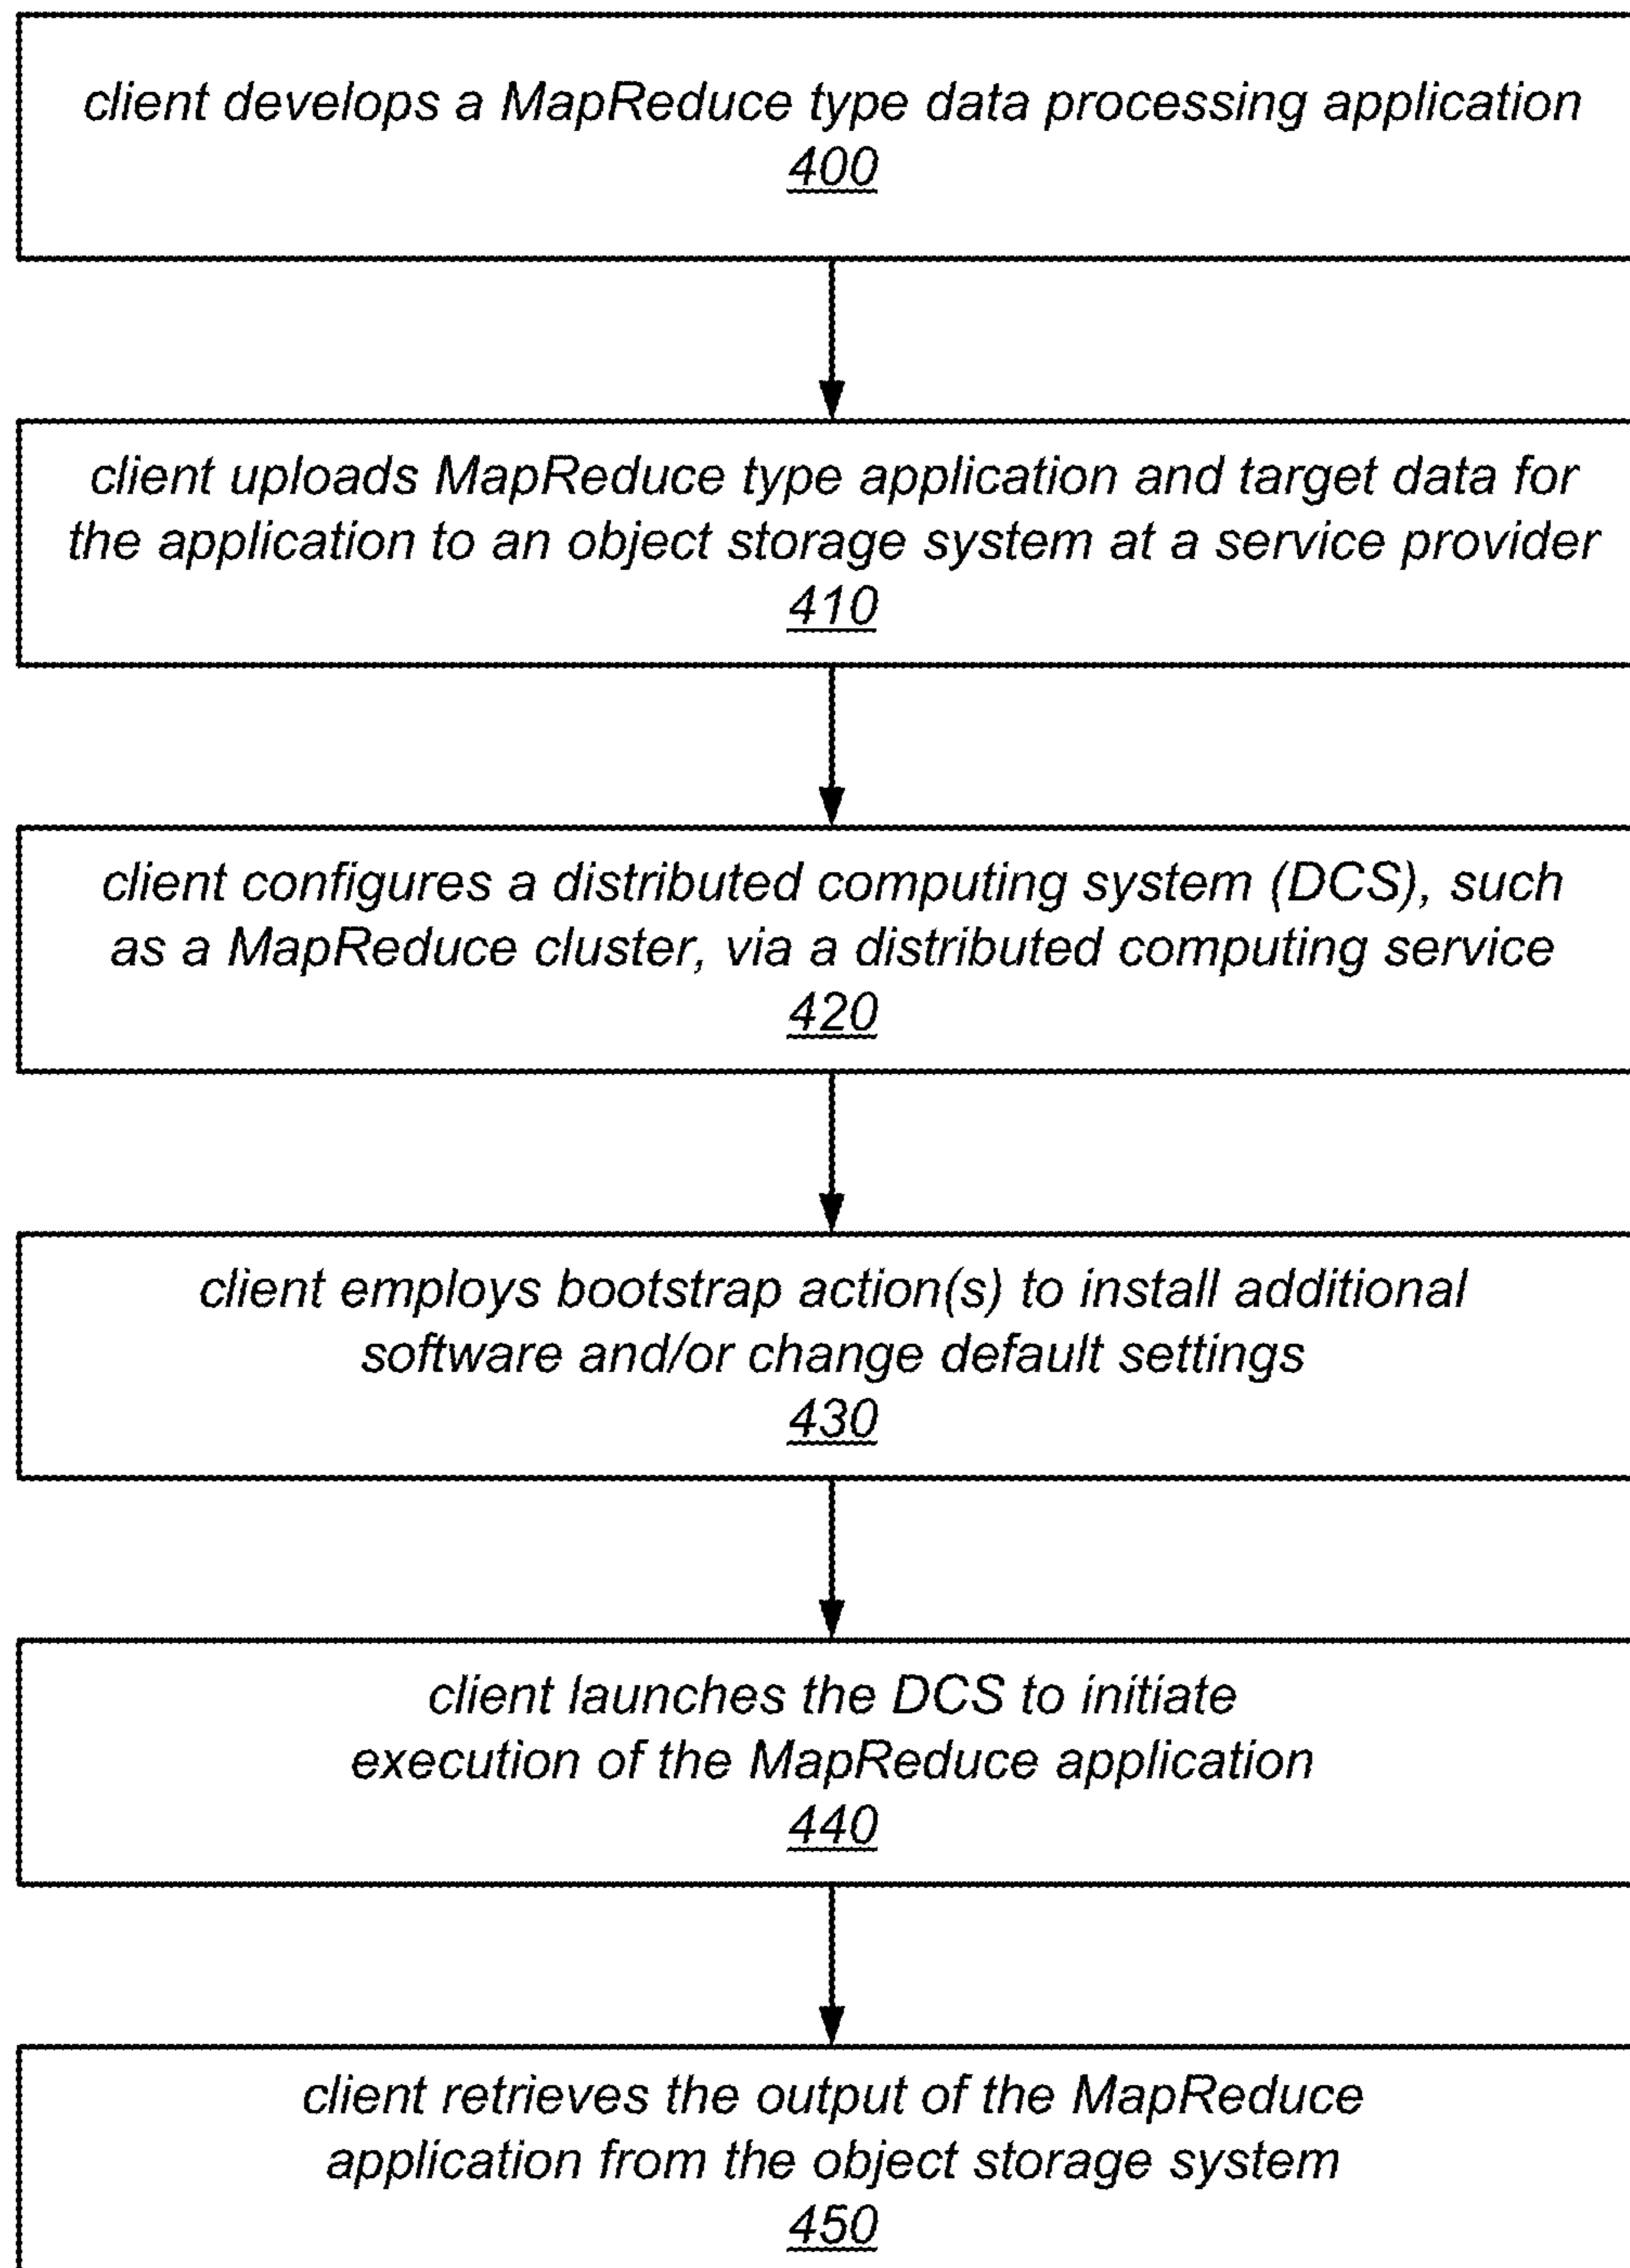 client develops a MapReduce type data processing application
400
client uploads MapReduce type application and target data for
the application to an object storage system at a service provider
410
client configures a distributed computing system (DCS), such
as a MapReduce cluster, via a distributed computing service
420
client employs bootstrap action(s) to install additional
software and/or change default settings
430
client launches the DCS to initiate
execution of the MapReduce application
440
client retrieves the output of the MapReduce
application from the object storage system
450